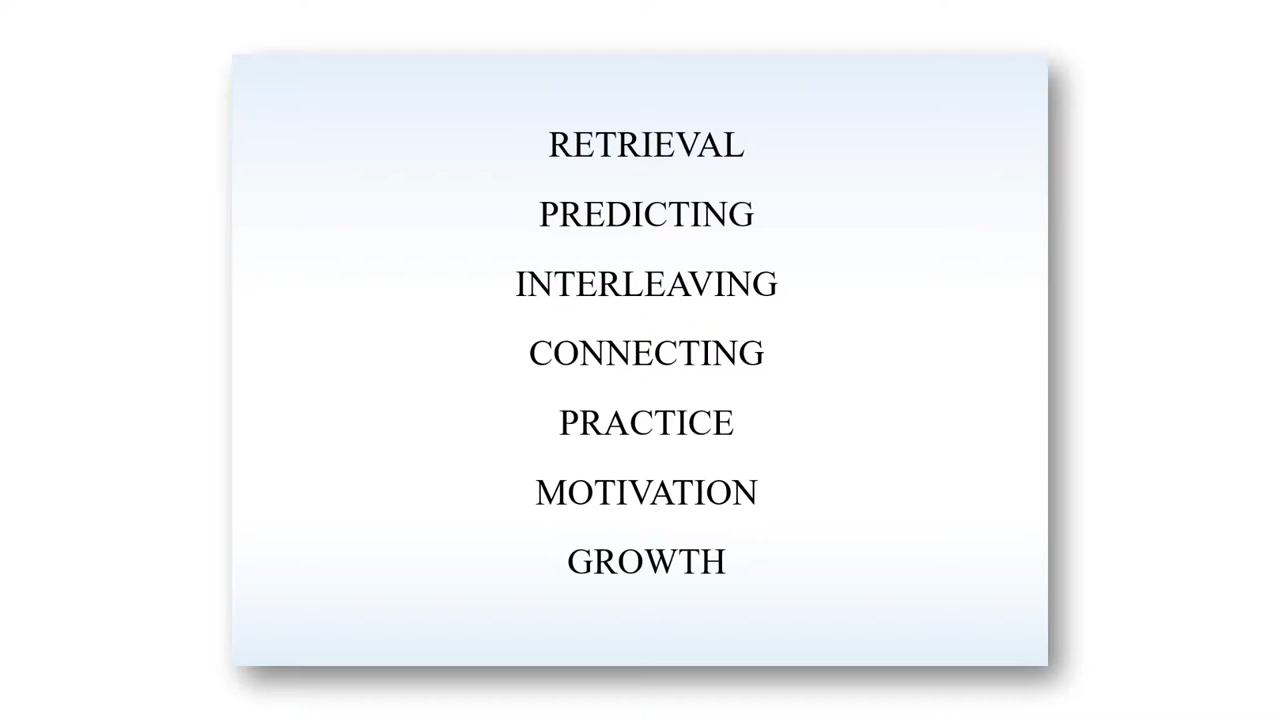 RETRIEVAL
PREDICTING
INTERLEAVING
CONNECTING
PRACTICE
MOTIVATION
GROWTH